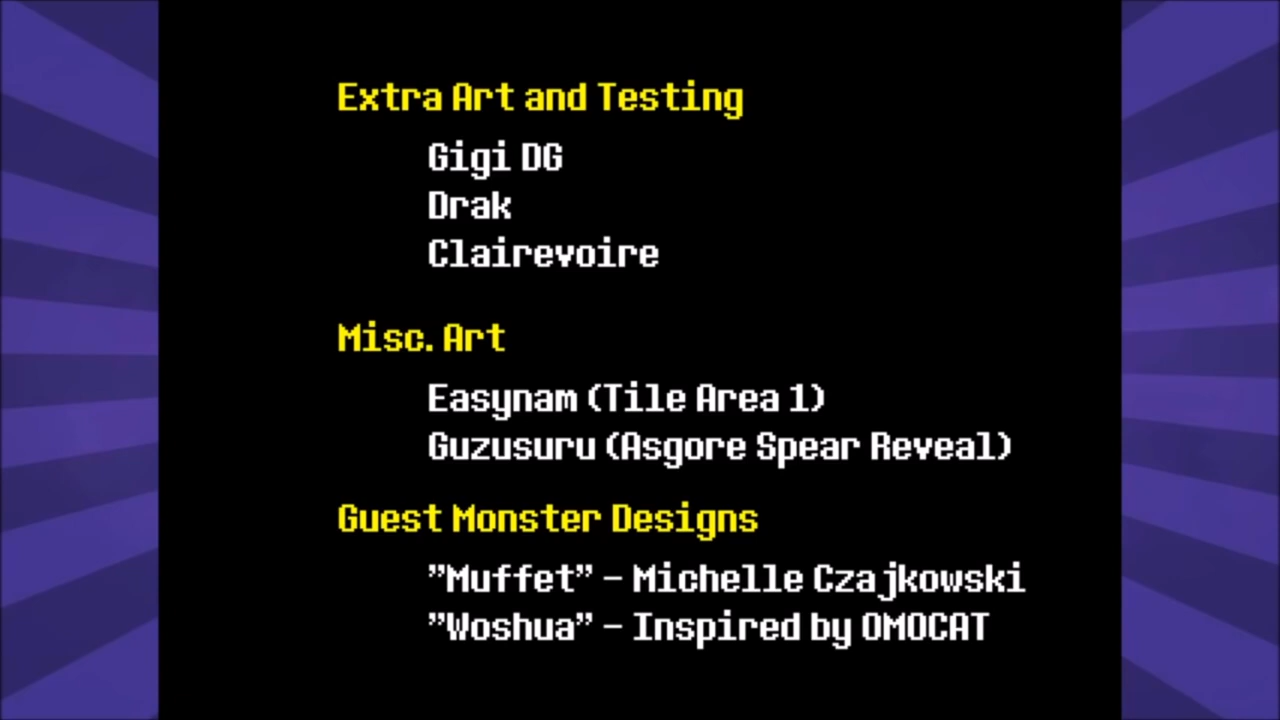 Extra Art and Testing
Gigi DG
Drak
Clairevoire
Misc. Art
Easynam (Tile Area 1)
Guzusuru (Asgore Spear Reveal)
Guest Monster Designs
”Muffet” - Michelle Czajkowski
”Woshua” - Inspired by OMOCAT